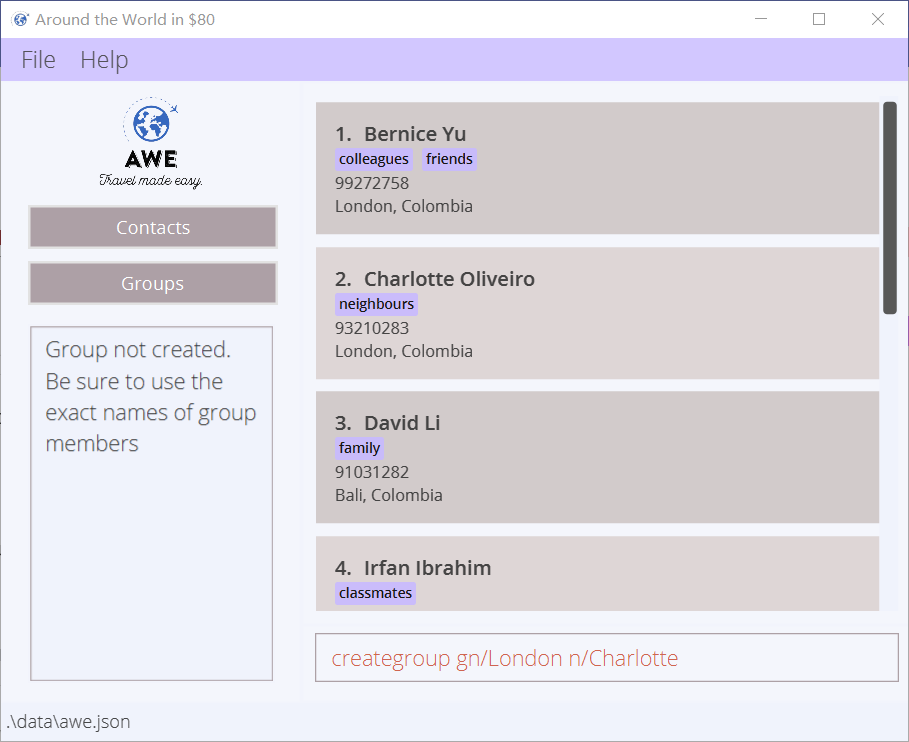 Around the World in $80
File Help
AWE
Travel made easy.
Contacts
Groups
Group not created.
Be sure to use the
exact names of group
members
1. Bernice Yu
colleagues friends
99272758
London, Colombia
2. Charlotte Oliveiro
neighbours
93210283
London, Colombia
3. David Li
family
91031282
Bali, Colombia
4. Irfan Ibrahim
classmates
creategroup gn/London n/Charlotte
.\data\awe.json